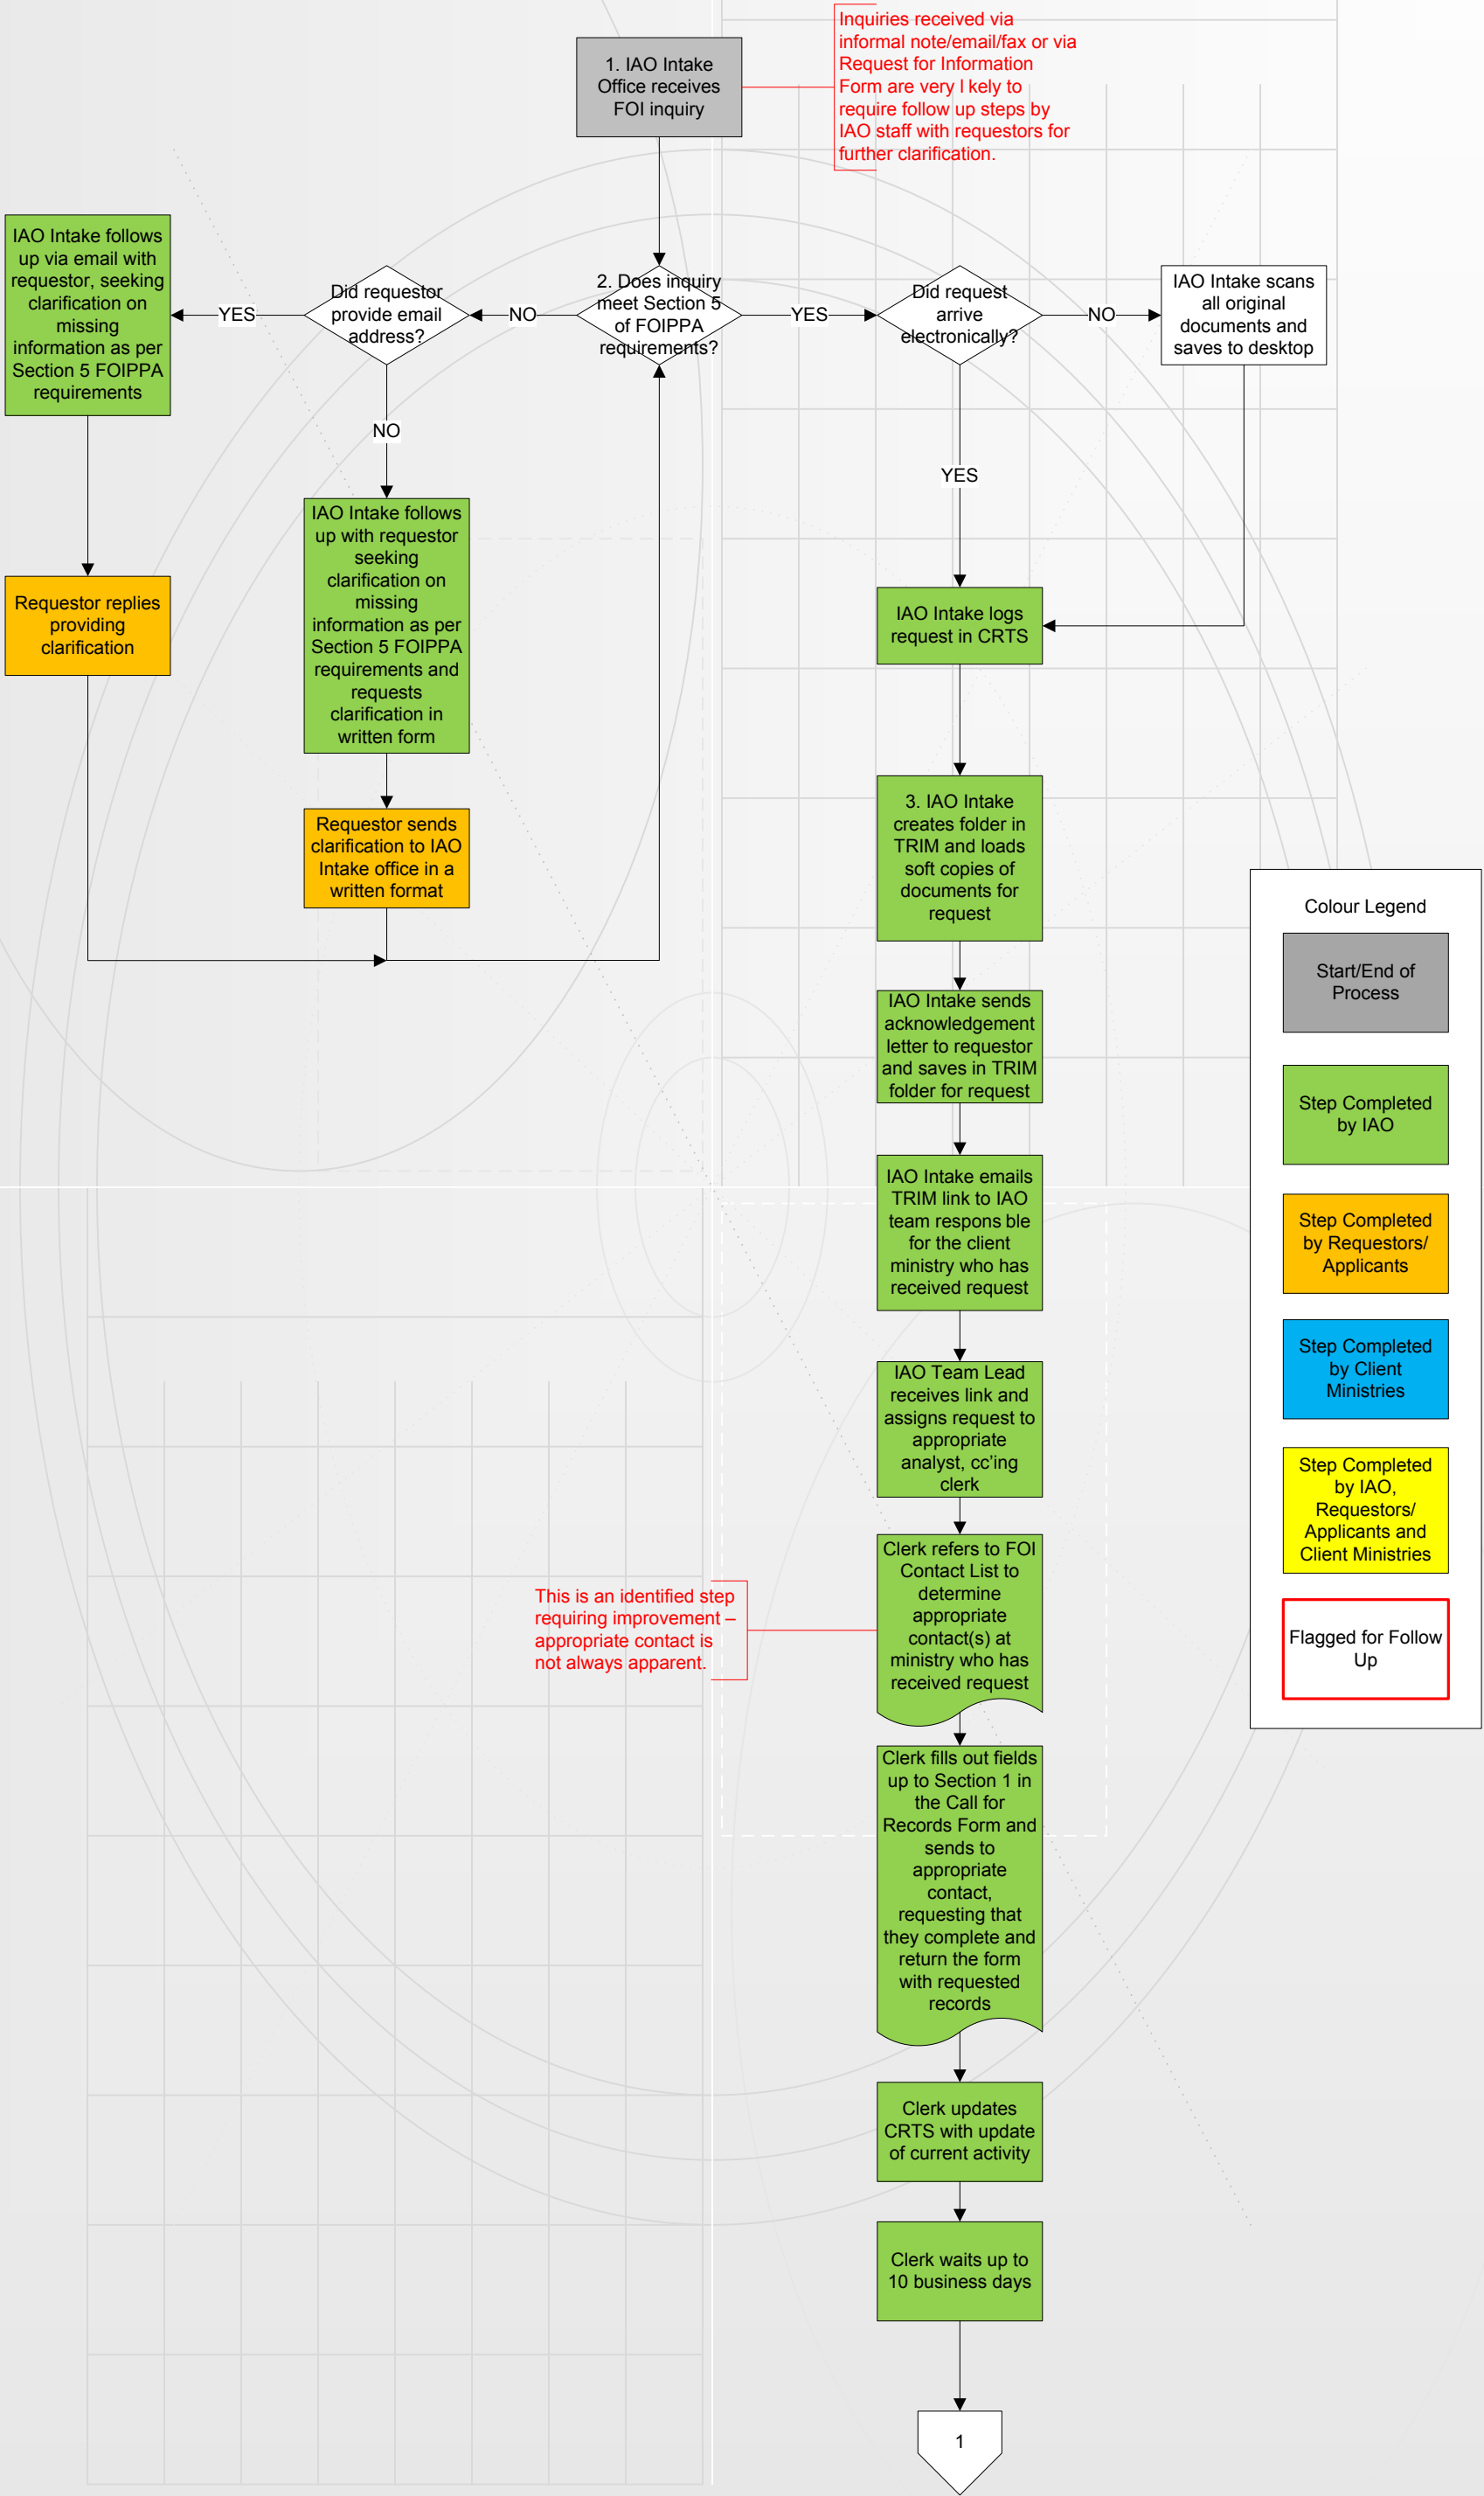 Inquiries received via
informal note/email/fax or via
Request for Information
Form are very l kely to
require follow up steps by
IAO staff with requestors for
further clarification.
1. IAO Intake
Office receives
FOI inquiry
IAO Intake follows
up via email with
requestor, seeking
clarification on
missing
information as per
Section 5 FOIPPA
requirements
YES
Did requestor
provide email
address?
NO
2. Does inquiry
meet Section 5
of FOIPPA
requirements?
YES
Did request
arrive
electronically?
NO
IAO Intake scans
all original
documents and
saves to desktop
NO
YES
IAO Intake follows
up with requestor
seeking
clarification on
missing
information as per
Section 5 FOIPPA
requirements and
requests
clarification in
written form
Requestor replies
providing
clarification
IAO Intake logs
request in CRTS
Requestor sends
clarification to IAO
Intake office in a
written format
3. IAO Intake
creates folder in
TRIM and loads
soft copies of
documents for
request
IAO Intake sends
acknowledgement
letter to requestor
and saves in TRIM
folder for request
IAO Intake emails
TRIM link to IAO
team respons ble
for the client
ministry who has
received request
IAO Team Lead
receives link and
assigns request to
appropriate
analyst, cc'ing
clerk
Clerk refers to FOI
Contact List to
determine
appropriate
contact(s) at
ministry who has
received request
This is an identified step
requiring improvement –
appropriate contact is
not always apparent.
Clerk fills out fields
up to Section 1 in
the Call for
Records Form and
sends to
appropriate
contact,
requesting that
they complete and
return the form
with requested
records
Clerk updates
CRTS with update
of current activity
Clerk waits up to
10 business days
1
Colour Legend
Start/End of
Process
Step Completed
by IAO
Step Completed
by Requestors/
Applicants
Step Completed
by Client
Ministries
Step Completed
by IAO,
Requestors/
Applicants and
Client Ministries
Flagged for Follow
Up